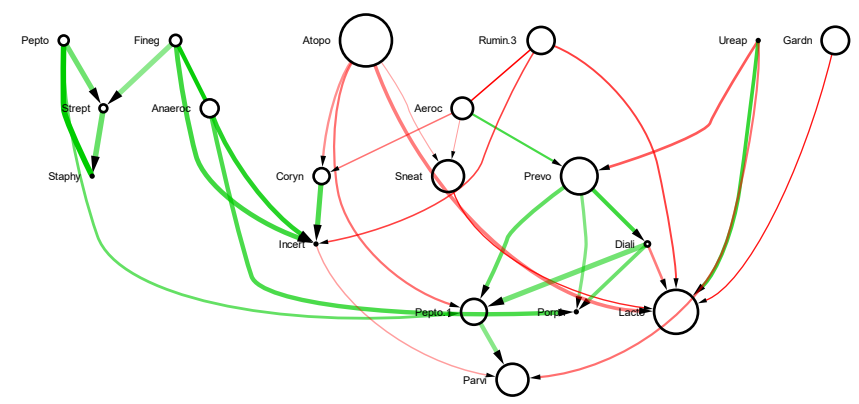 Pepto
Fineg
Atopo
Rumin.3
Ureap
Gardn
Strept
Anaeroc
Aeroc
Staphy
Coryn
Sneat
Prevo
Incert
Diali
Pepto.1
Porph
Lacto
Parvi